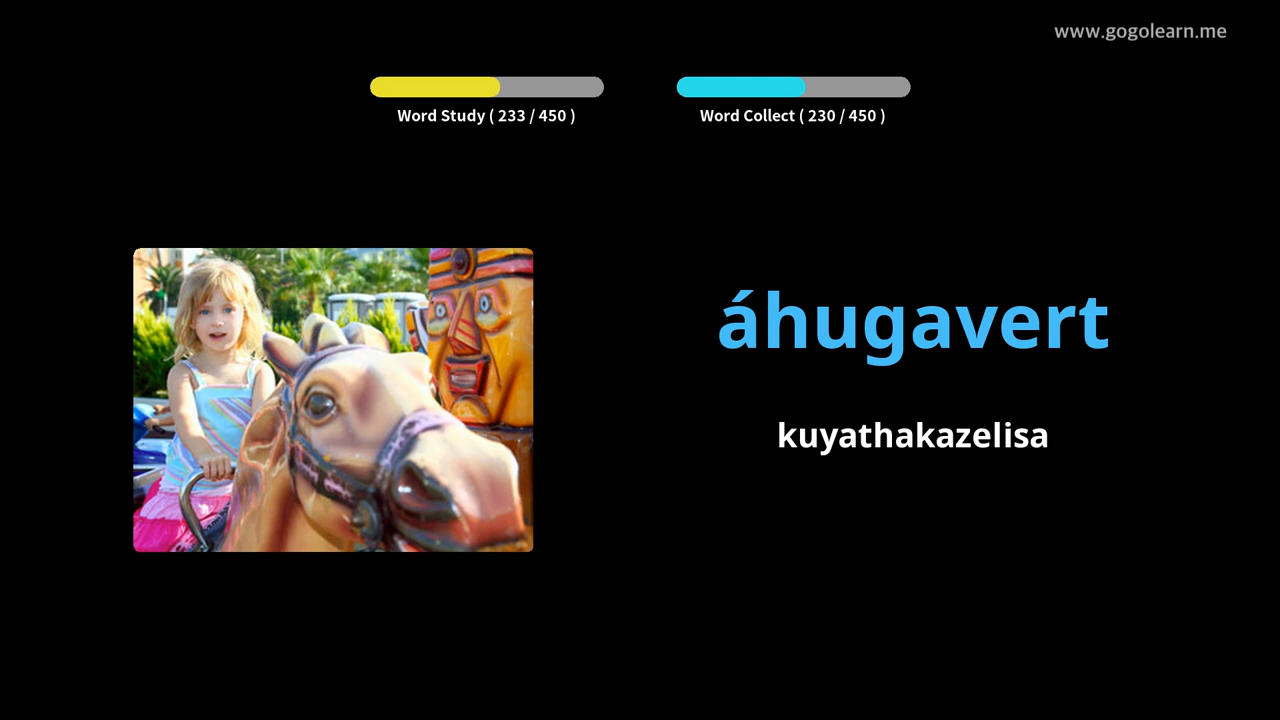 www.gogolearn.me
Word Study ( 233 / 450 )
Word Collect ( 230 / 450 )
áhugavert
kuyathakazelisa